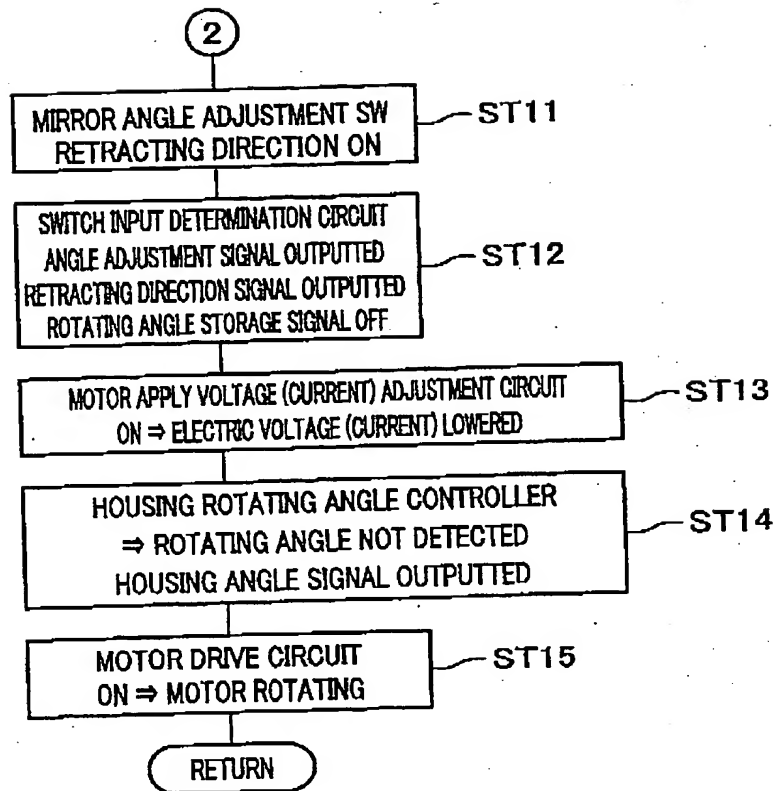 2
MIRROR ANGLE ADJUSTMENT SW
RETRACTING DIRECTION ON
ST11
SWITCH INPUT DETERMINATION CIRCUIT
ANGLE ADJUSTMENT SIGNAL OUTPUTTED
RETRACTING DIRECTION SIGNAL OUTPUTTED
ROTATING ANGLE STORAGE SIGNAL OFF
ST12
MOTOR APPLY VOLTAGE (CURRENT) ADJUSTMENT CIRCUIT
ON ⇒ ELECTRIC VOLTAGE (CURRENT) LOWERED
ST13
HOUSING ROTATING ANGLE CONTROLLER
⇒ ROTATING ANGLE NOT DETECTED
HOUSING ANGLE SIGNAL OUTPUTTED
ST14
MOTOR DRIVE CIRCUIT
ON ⇒ MOTOR ROTATING
ST15
RETURN